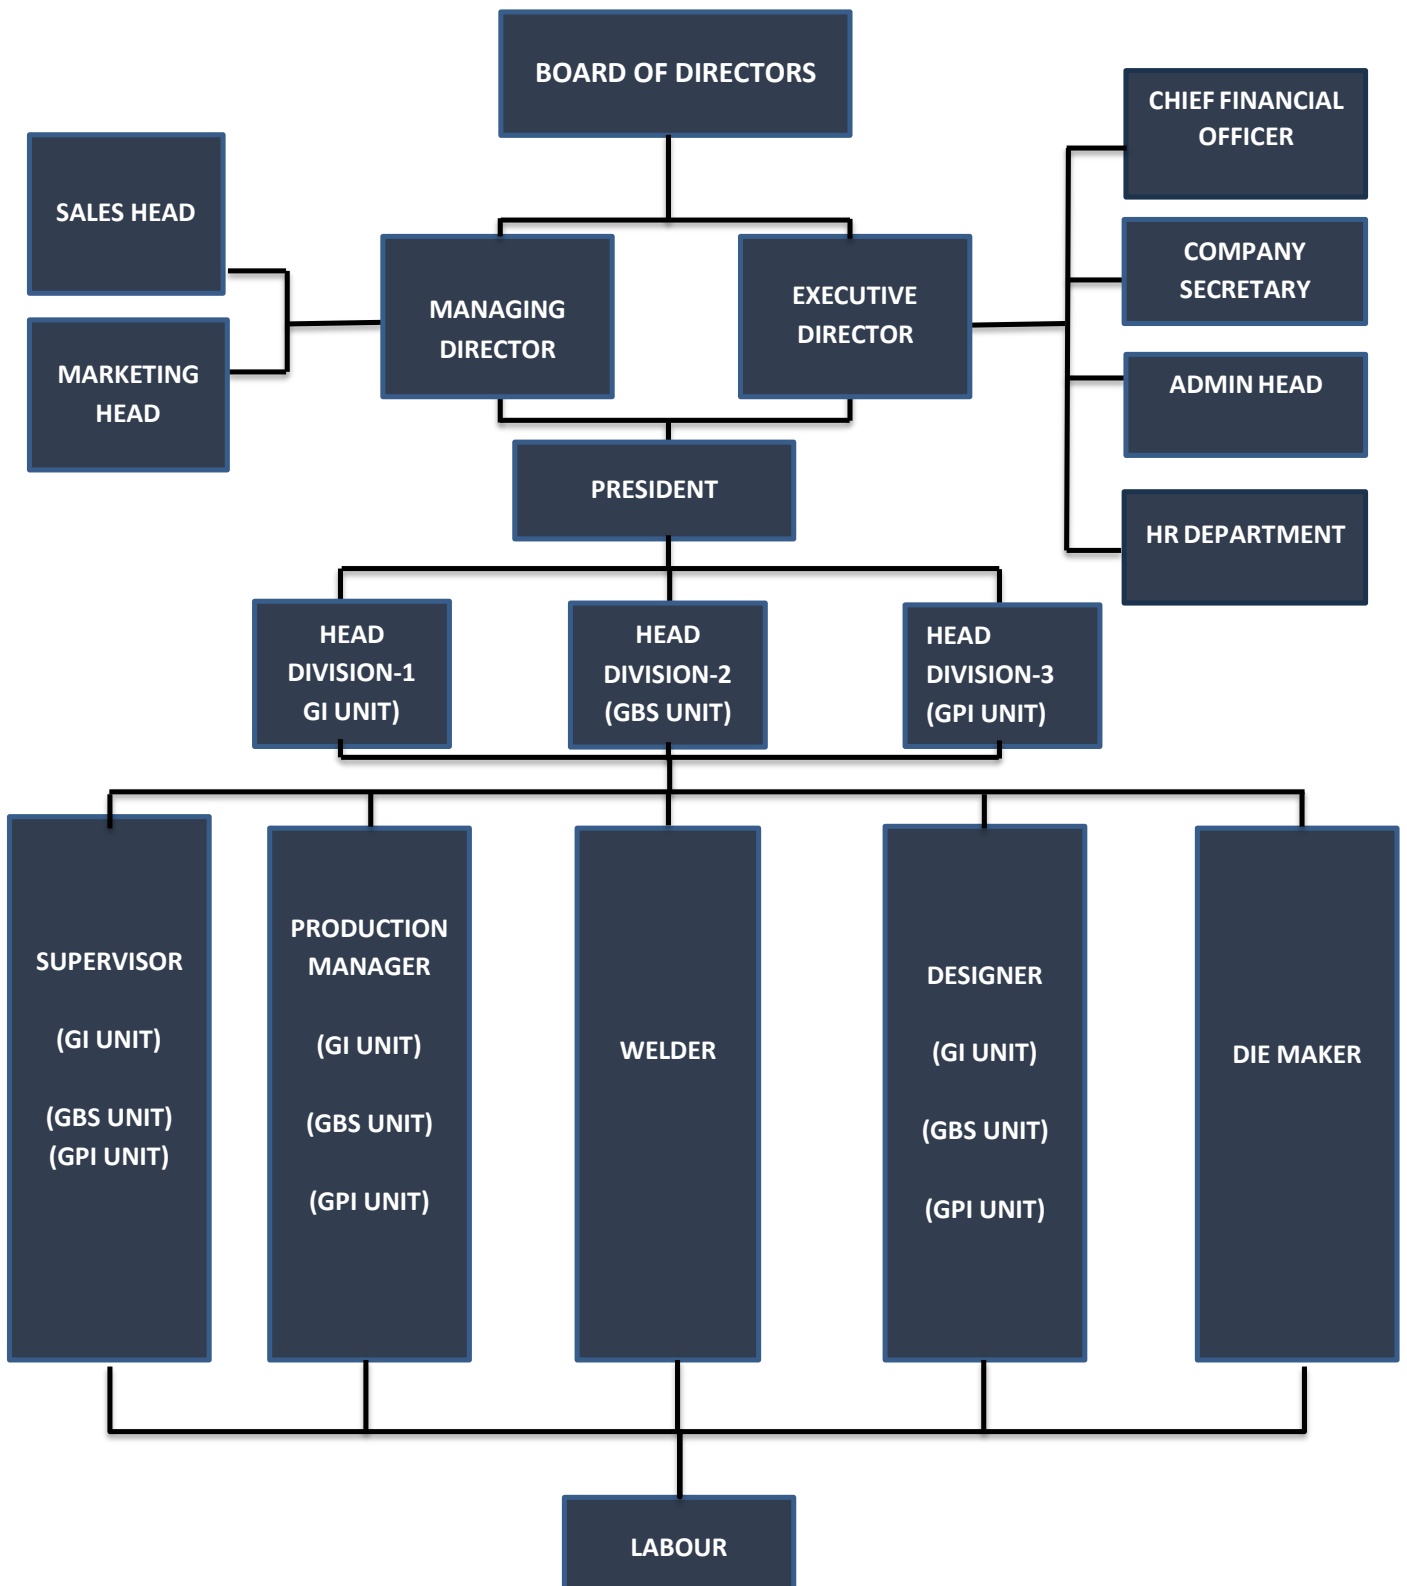 BOARD OF DIRECTORS
CHIEF FINANCIAL
OFFICER
SALES HEAD
COMPANY
SECRETARY
MANAGING
DIRECTOR
EXECUTIVE
DIRECTOR
MARKETING
HEAD
ADMIN HEAD
PRESIDENT
HR DEPARTMENT
HEAD
DIVISION-1
GI UNIT)
HEAD
DIVISION-2
(GBS UNIT)
HEAD
DIVISION-3
(GPI UNIT)
SUPERVISOR
(GI UNIT)
(GBS UNIT)
(GPI UNIT)
PRODUCTION
MANAGER
(GI UNIT)
(GBS UNIT)
(GPI UNIT)
WELDER
DESIGNER
(GI UNIT)
(GBS UNIT)
(GPI UNIT)
DIE MAKER
LABOUR